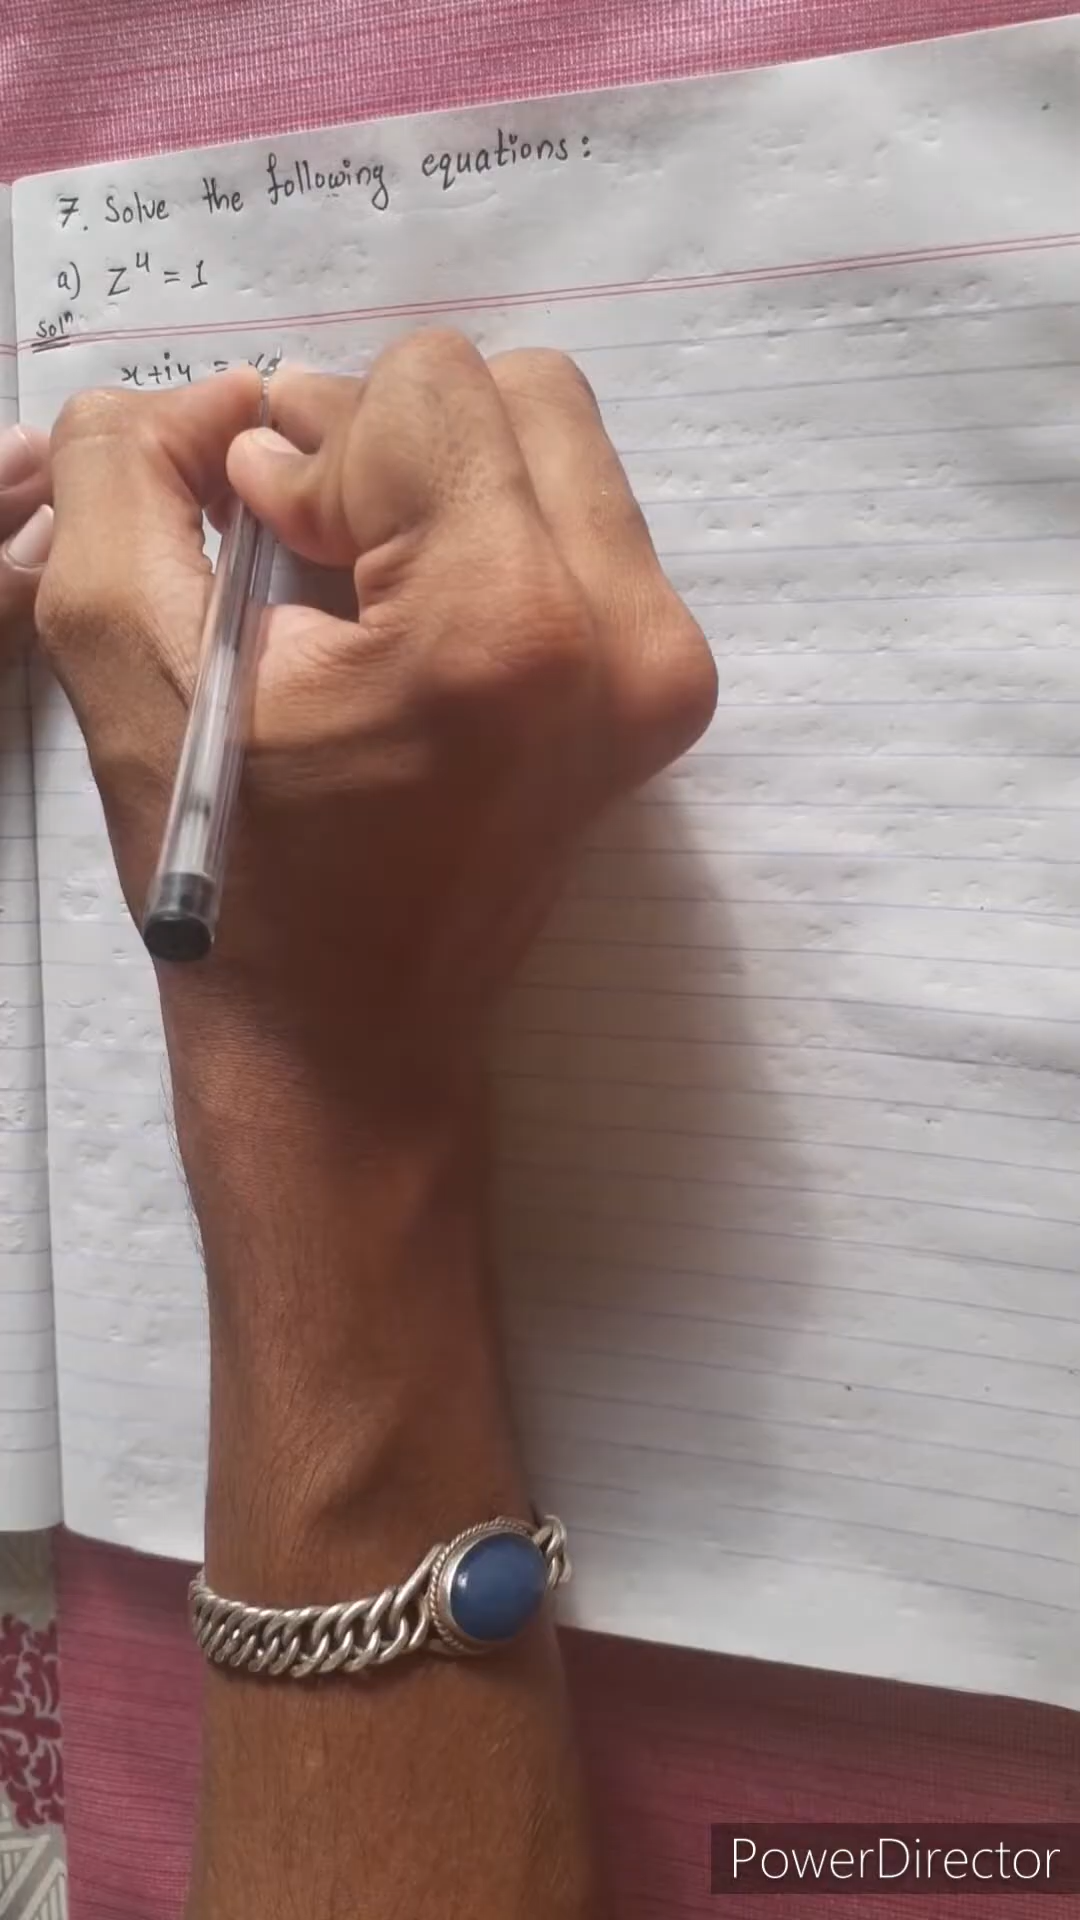 7. Solve the following equations:
a) z⁴ = 1
Solⁿ
x+iy =
PowerDirector